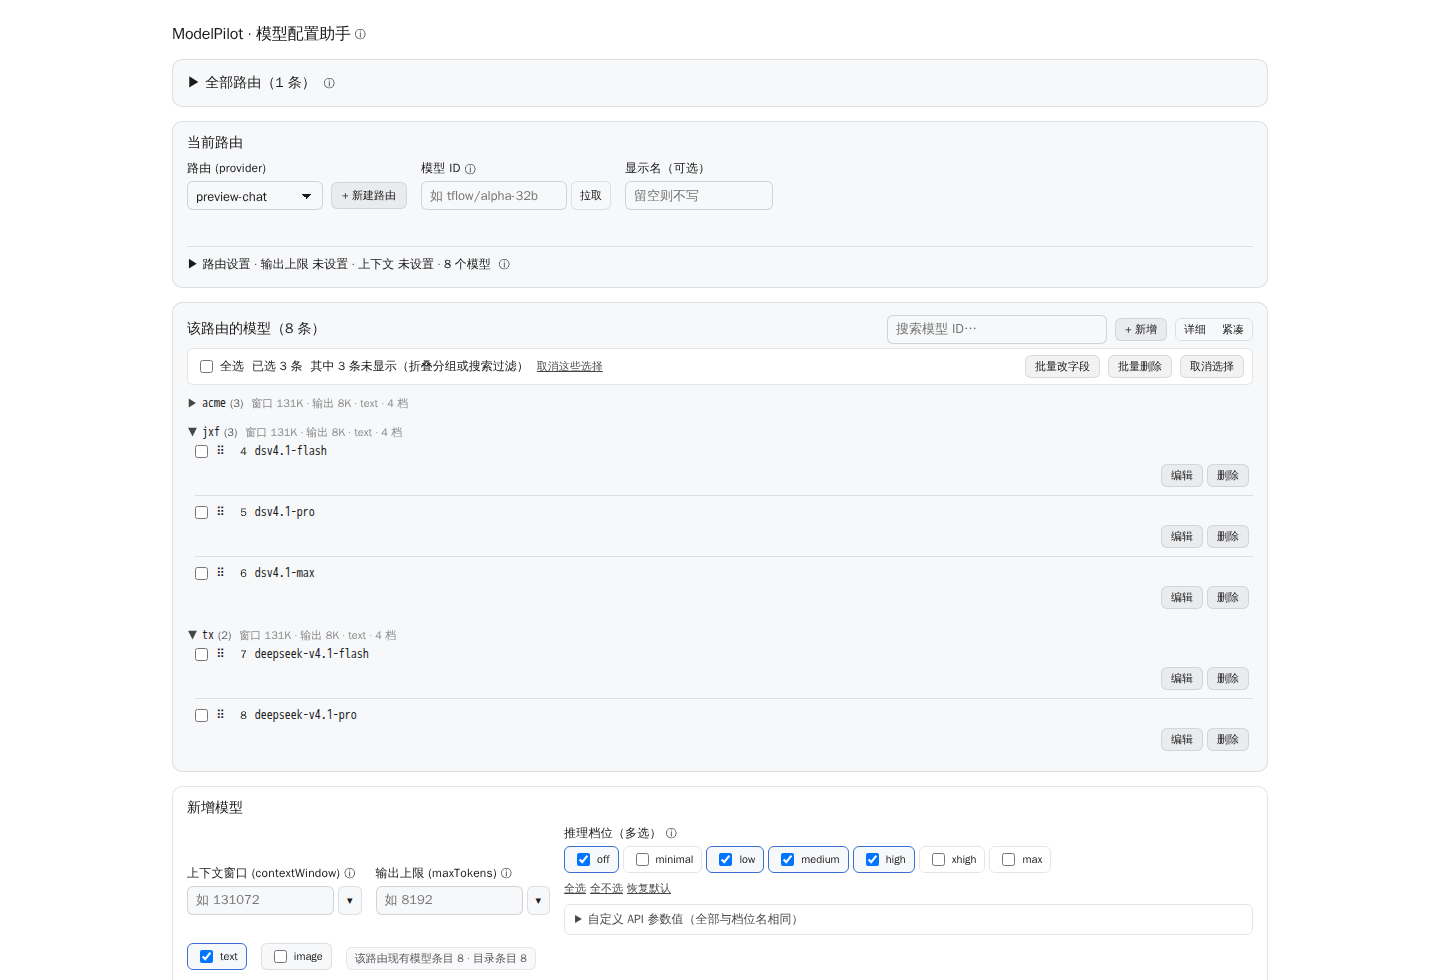 ModelPilot · 模型配置助手 ⓘ
▶ 全部路由（1 条） ⓘ
当前路由
路由 (provider)
模型 ID ⓘ
显示名（可选）
preview-chat
+ 新建路由
如 tflow/alpha-32b
拉取
留空则不写
▶ 路由设置 · 输出上限 未设置 · 上下文 未设置 · 8 个模型 ⓘ
该路由的模型（8 条）
搜索模型 ID…
+ 新增
详细
紧凑
全选 已选 3 条 其中 3 条未显示（折叠分组或搜索过滤） 取消这些选择
批量改字段
批量删除
取消选择
▶ acme (3) 窗口 131K · 输出 8K · text · 4 档
▼ jxf (3) 窗口 131K · 输出 8K · text · 4 档
4 dsv4.1-flash
编辑 删除
5 dsv4.1-pro
编辑 删除
6 dsv4.1-max
编辑 删除
▼ tx (2) 窗口 131K · 输出 8K · text · 4 档
7 deepseek-v4.1-flash
编辑 删除
8 deepseek-v4.1-pro
编辑 删除
新增模型
推理档位（多选） ⓘ
off minimal low medium high xhigh max
上下文窗口 (contextWindow) ⓘ
输出上限 (maxTokens) ⓘ
如 131072
如 8192
全选 全不选 恢复默认
▶ 自定义 API 参数值（全部与档位名相同）
text
image
该路由现有模型条目 8 · 目录条目 8